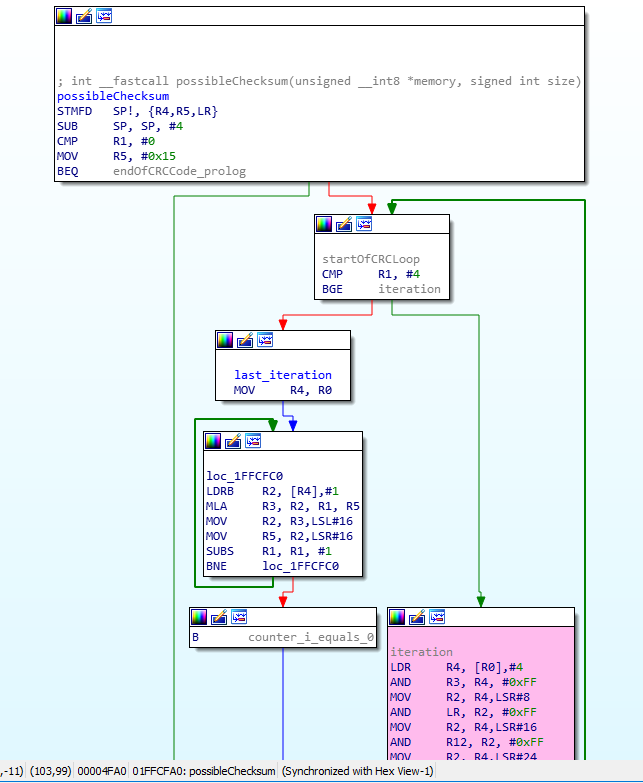 ; int __fastcall possibleChecksum(unsigned __int8 *memory, signed int size)
possibleChecksum
STMFD SP!, {R4,R5,LR}
SUB SP, SP, #4
CMP R1, #0
MOV R5, #0x15
BEQ endOfCRCCode_prolog
startOfCRCLoop
CMP R1, #4
BGE iteration
last_iteration
MOV R4, R0
loc_1FFCFC0
LDRB R2, [R4],#1
MLA R3, R2, R1, R5
MOV R2, R3,LSL#16
MOV R5, R2,LSR#16
SUBS R1, R1, #1
BNE loc_1FFCFC0
B counter_i_equals_0
iteration
LDR R4, [R0],#4
AND R3, R4, #0xFF
MOV R2, R4,LSR#8
AND LR, R2, #0xFF
MOV R2, R4,LSR#16
AND R12, R2, #0xFF
MOV R2, R4,LSR#24
,-11) (103,99) 00004FA0 01FFCFA0: possibleChecksum (Synchronized with Hex View-1)